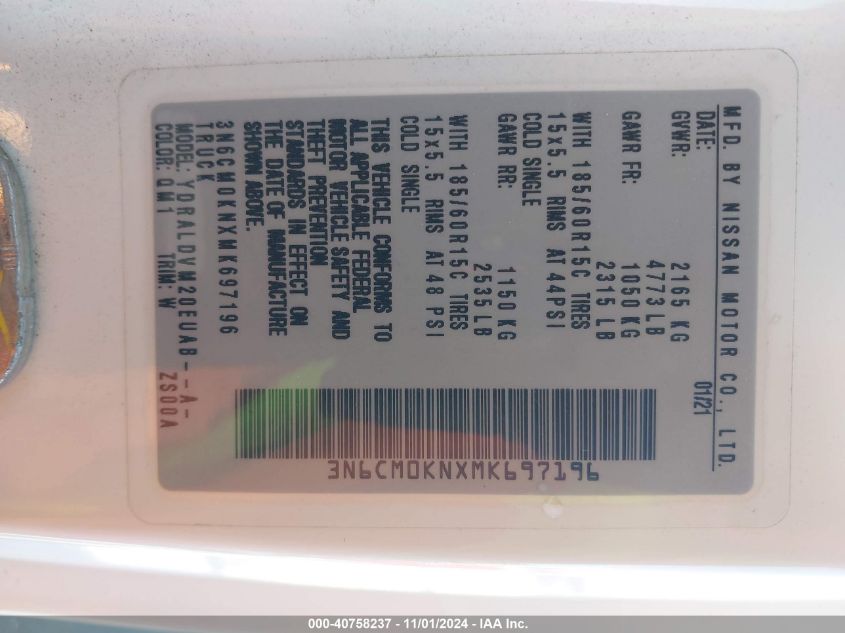 MFD. BY NISSAN MOTOR CO., LTD.
DATE: 01/21
GVWR: 2165 KG
4773 LB
GAWR FR: 1050 KG
2315 LB
WITH 185/60R15C TIRES
15x5.5 RIMS AT 44PSI
COLD SINGLE
GAWR RR: 1150 KG
2535 LB
WITH 185/60R15C TIRES
15x5.5 RIMS AT 48 PSI
COLD SINGLE
THIS VEHICLE CONFORMS TO
ALL APPLICABLE FEDERAL
MOTOR VEHICLE SAFETY AND
THEFT PREVENTION
STANDARDS IN EFFECT ON
THE DATE OF MANUFACTURE
SHOWN ABOVE.
3N6CM0KNXMK697196
TRUCK
MODEL: YDRALDYM20EUAB--A-
COLOR: QM1 TRIM: W ZS00A
3N6CM0KNXMK697196
000-40758237 - 11/01/2024 - IAA Inc.